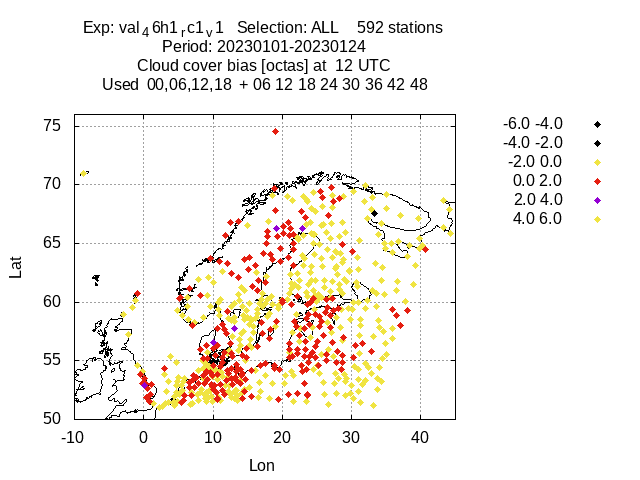 Exp: val46h1rc1v1 Selection: ALL 592 stations
Period: 20230101-20230124
Cloud cover bias [octas] at 12 UTC
Used 00,06,12,18 + 06 12 18 24 30 36 42 48
-6.0 -4.0
-4.0 -2.0
-2.0 0.0
0.0 2.0
2.0 4.0
4.0 6.0
75
70
65
60
55
50
Lat
-10 0 10 20 30 40
Lon